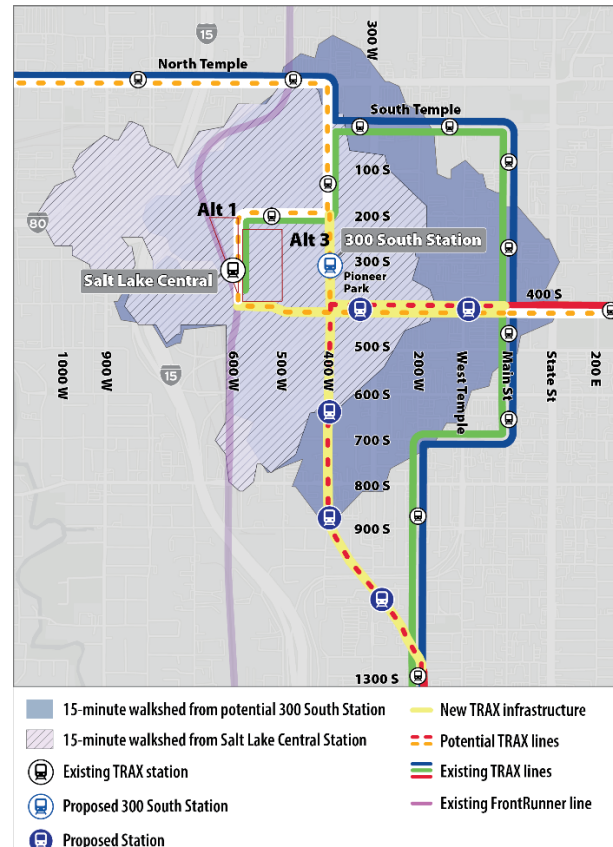 15
300 W
North Temple
South Temple
100 S
Alt 1
200 S
80
Alt 3
300 South Station
300 S
Salt Lake Central
Pioneer
Park
400 S
500 S
1000 W
900 W
15
600 W
500 W
400 W
200W
West Temple
Main St
State St
200 E
600 S
700 S
800 S
900 S
1300 S
15-minute walkshed from potential 300 South Station
15-minute walkshed from Salt Lake Central Station
Existing TRAX station
Proposed 300 South Station
Proposed Station
New TRAX infrastructure
Potential TRAX lines
Existing TRAX lines
Existing FrontRunner line